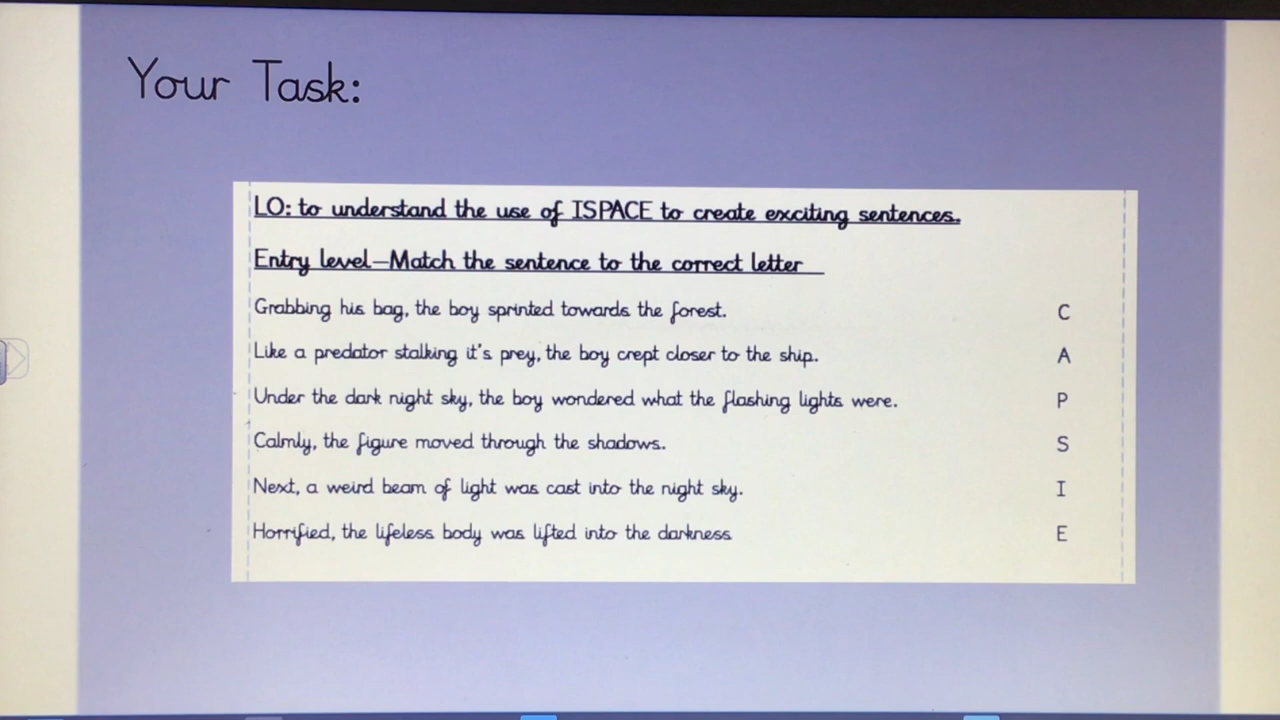 Your Task:
LO: to understand the use of ISPACE to create exciting sentences.
Entry level–Match the sentence to the correct letter
Grabbing his bag, the boy sprinted towards the forest. C
Like a predator stalking it's prey, the boy crept closer to the ship. A
Under the dark night sky, the boy wondered what the flashing lights were. P
Calmly, the figure moved through the shadows. S
Next, a weird beam of light was cast into the night sky. I
Horrified, the lifeless body was lifted into the darkness E